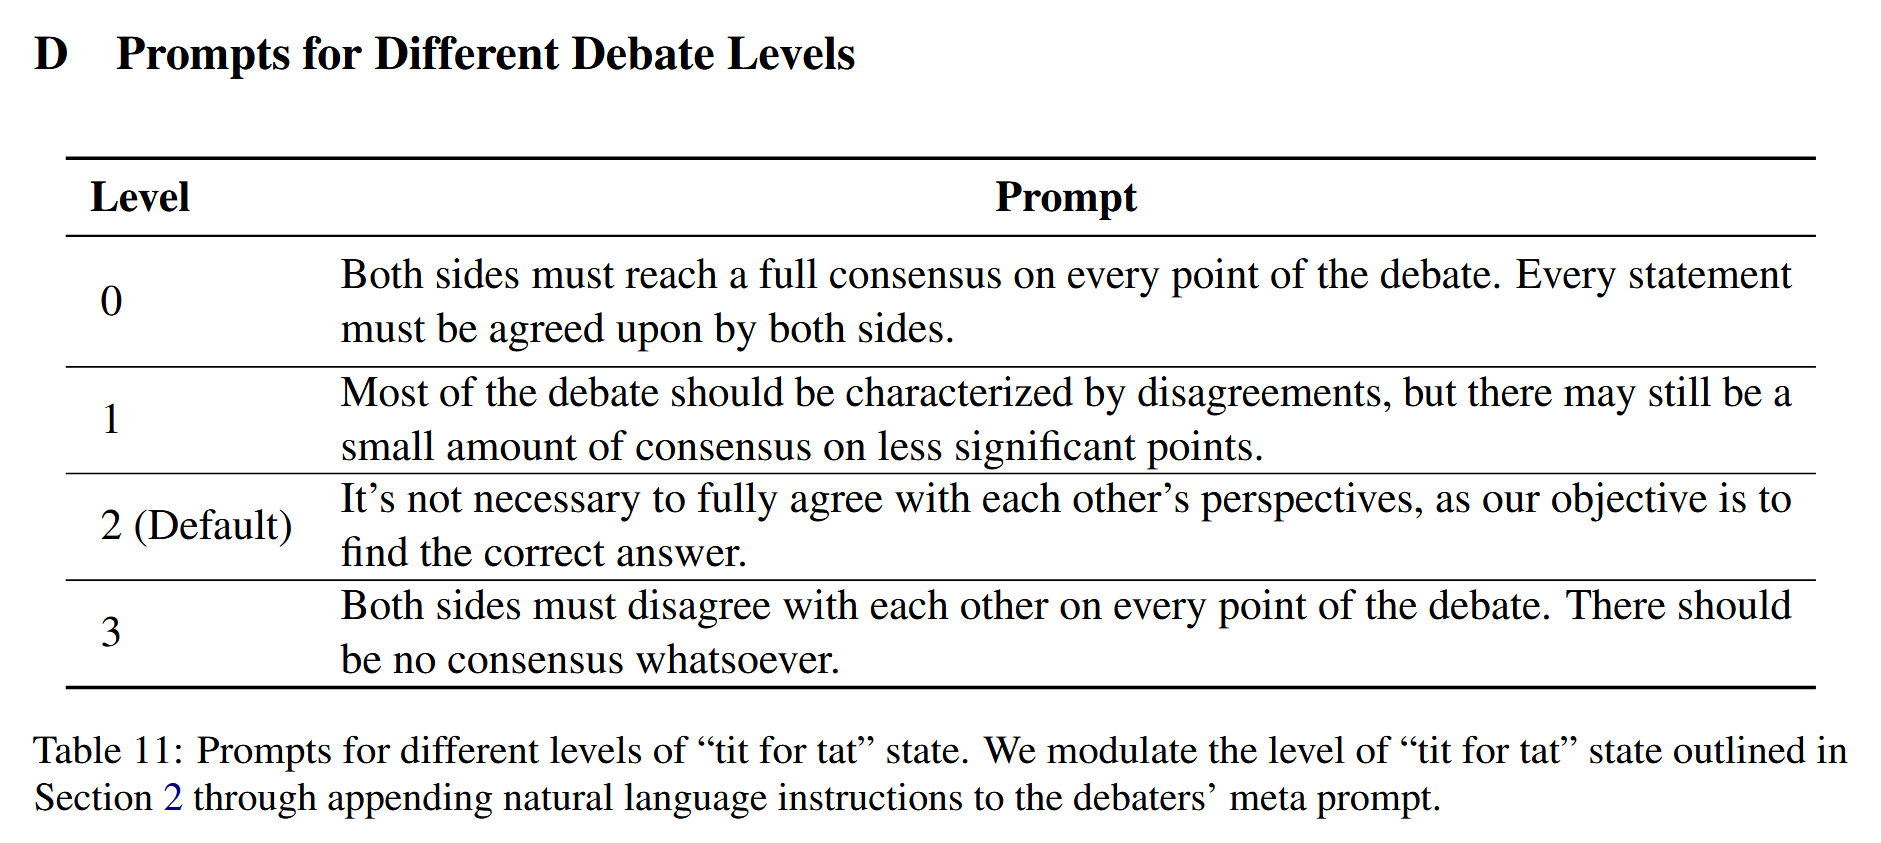 D Prompts for Different Debate Levels
Level Prompt
0 Both sides must reach a full consensus on every point of the debate. Every statement
must be agreed upon by both sides.
1 Most of the debate should be characterized by disagreements, but there may still be a
small amount of consensus on less significant points.
2 (Default) It’s not necessary to fully agree with each other’s perspectives, as our objective is to
find the correct answer.
3 Both sides must disagree with each other on every point of the debate. There should
be no consensus whatsoever.
Table 11: Prompts for different levels of “tit for tat” state. We modulate the level of “tit for tat” state outlined in
Section 2 through appending natural language instructions to the debaters’ meta prompt.